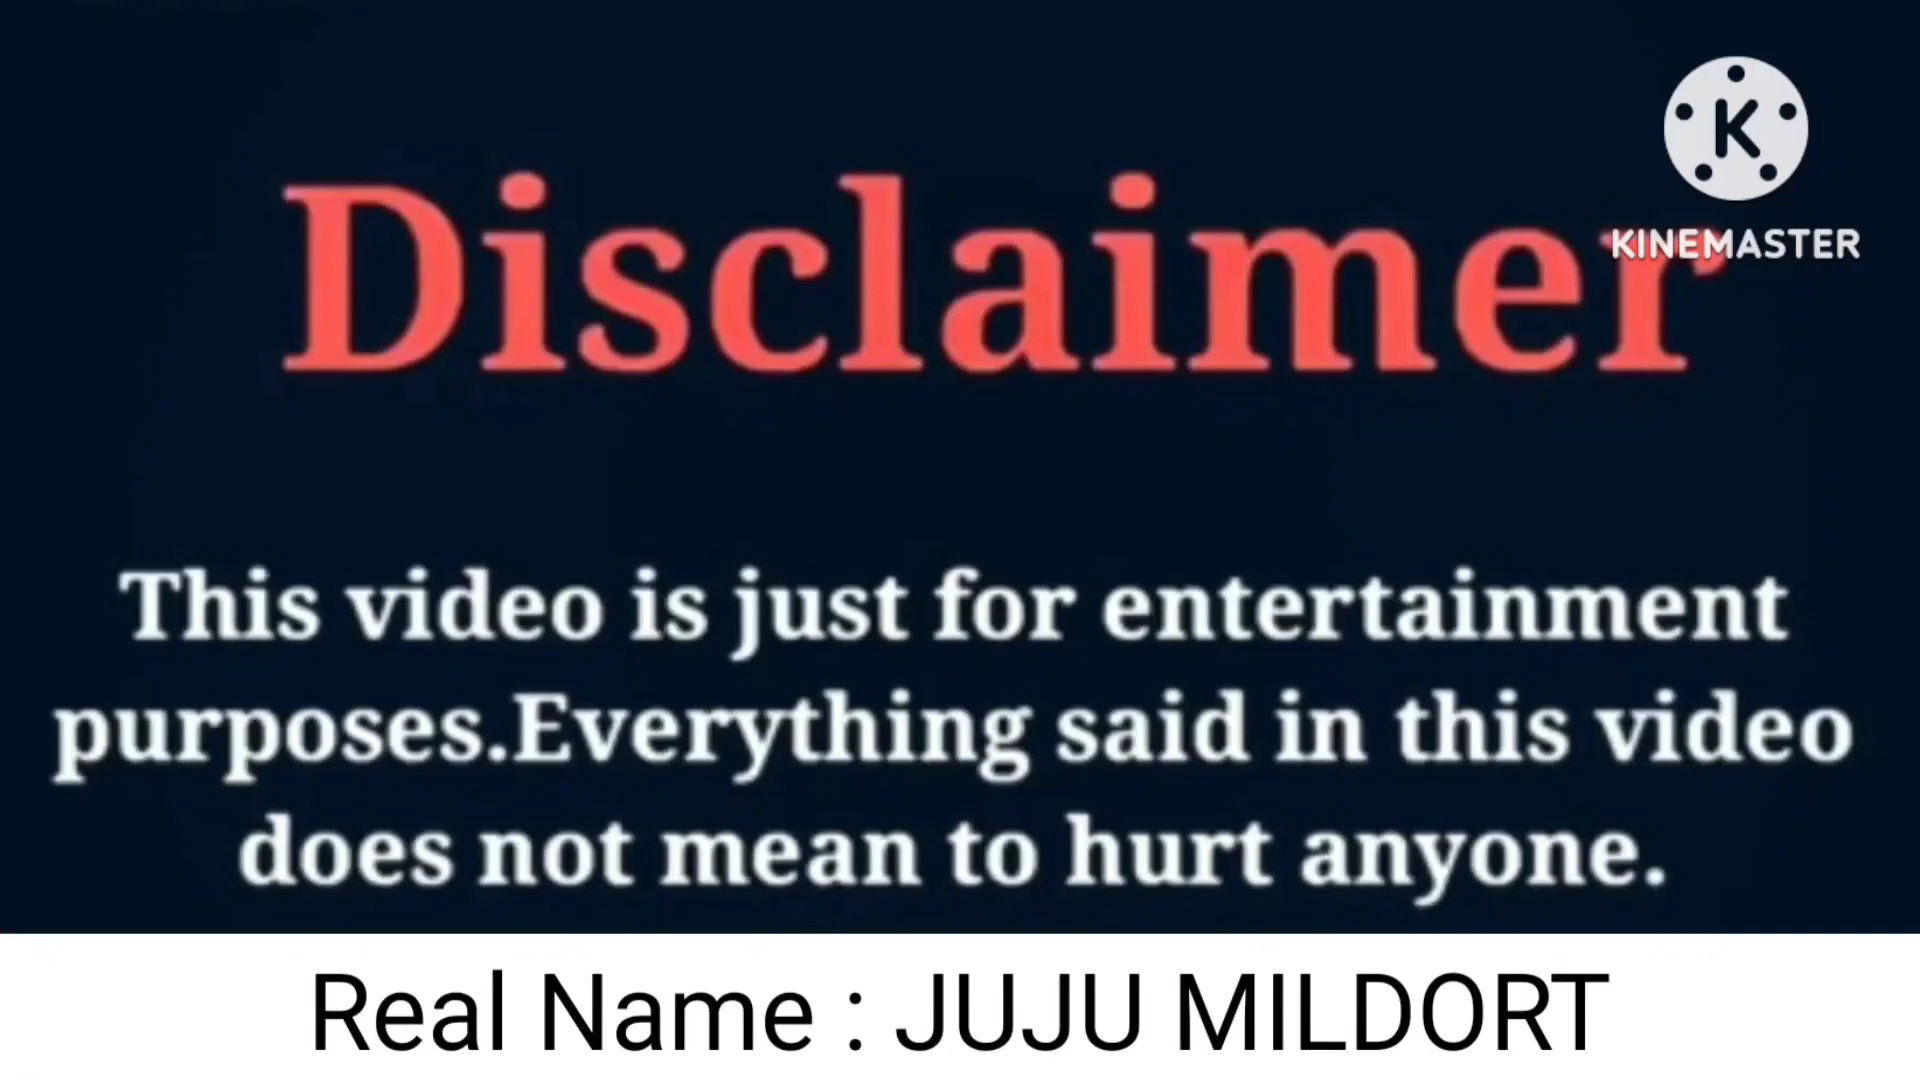 K
KINEMASTER
Disclaimer
This video is just for entertainment
purposes.Everything said in this video
does not mean to hurt anyone.
Real Name : JUJU MILDORT